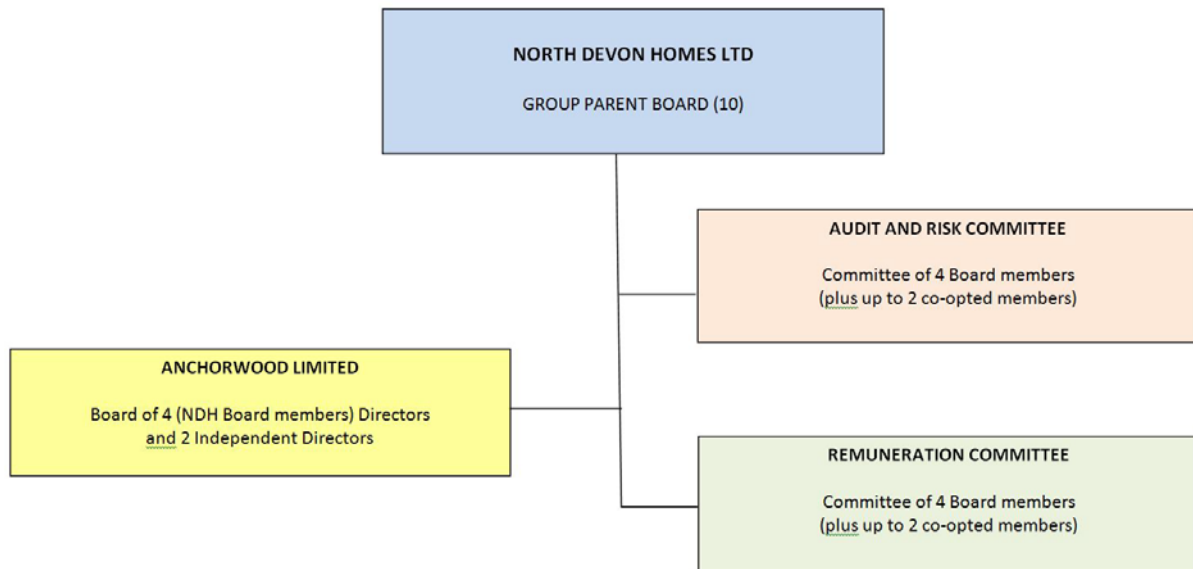 NORTH DEVON HOMES LTD
GROUP PARENT BOARD (10)
AUDIT AND RISK COMMITTEE
Committee of 4 Board members
(plus up to 2 co-opted members)
ANCHORWOOD LIMITED
Board of 4 (NDH Board members) Directors
and 2 Independent Directors
REMUNERATION COMMITTEE
Committee of 4 Board members
(plus up to 2 co-opted members)